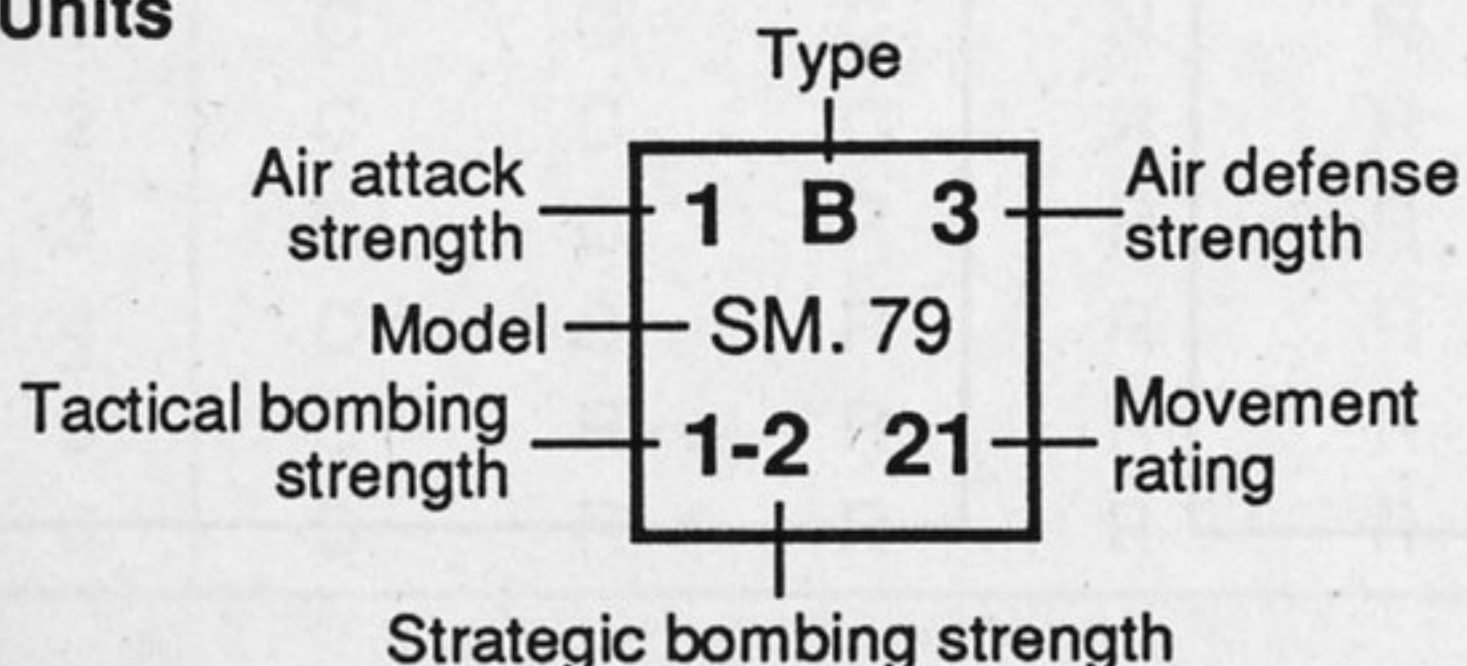 Units
Type
Air attack
strength
1 B 3
Air defense
strength
Model
SM. 79
Tactical bombing
strength
1-2 21
Movement
rating
Strategic bombing strength